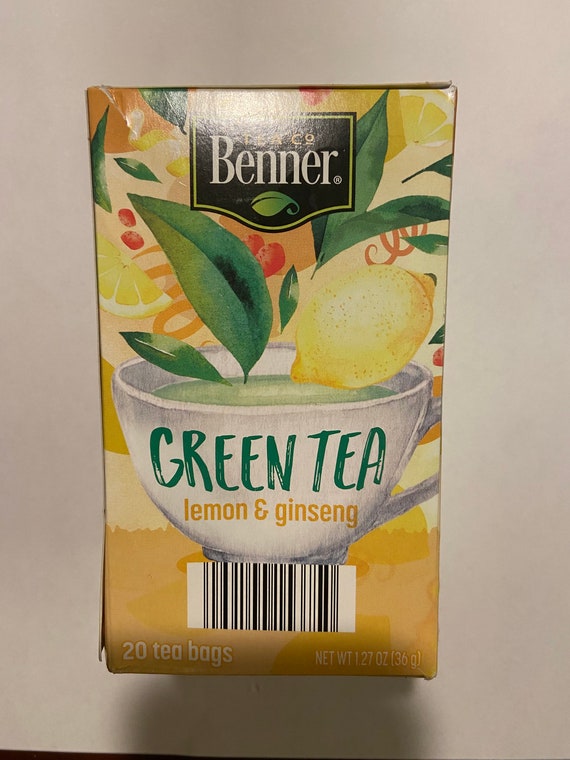 Benner®
GREEN TEA
lemon & ginseng
20 tea bags
NET WT 1.27 OZ (36 g)